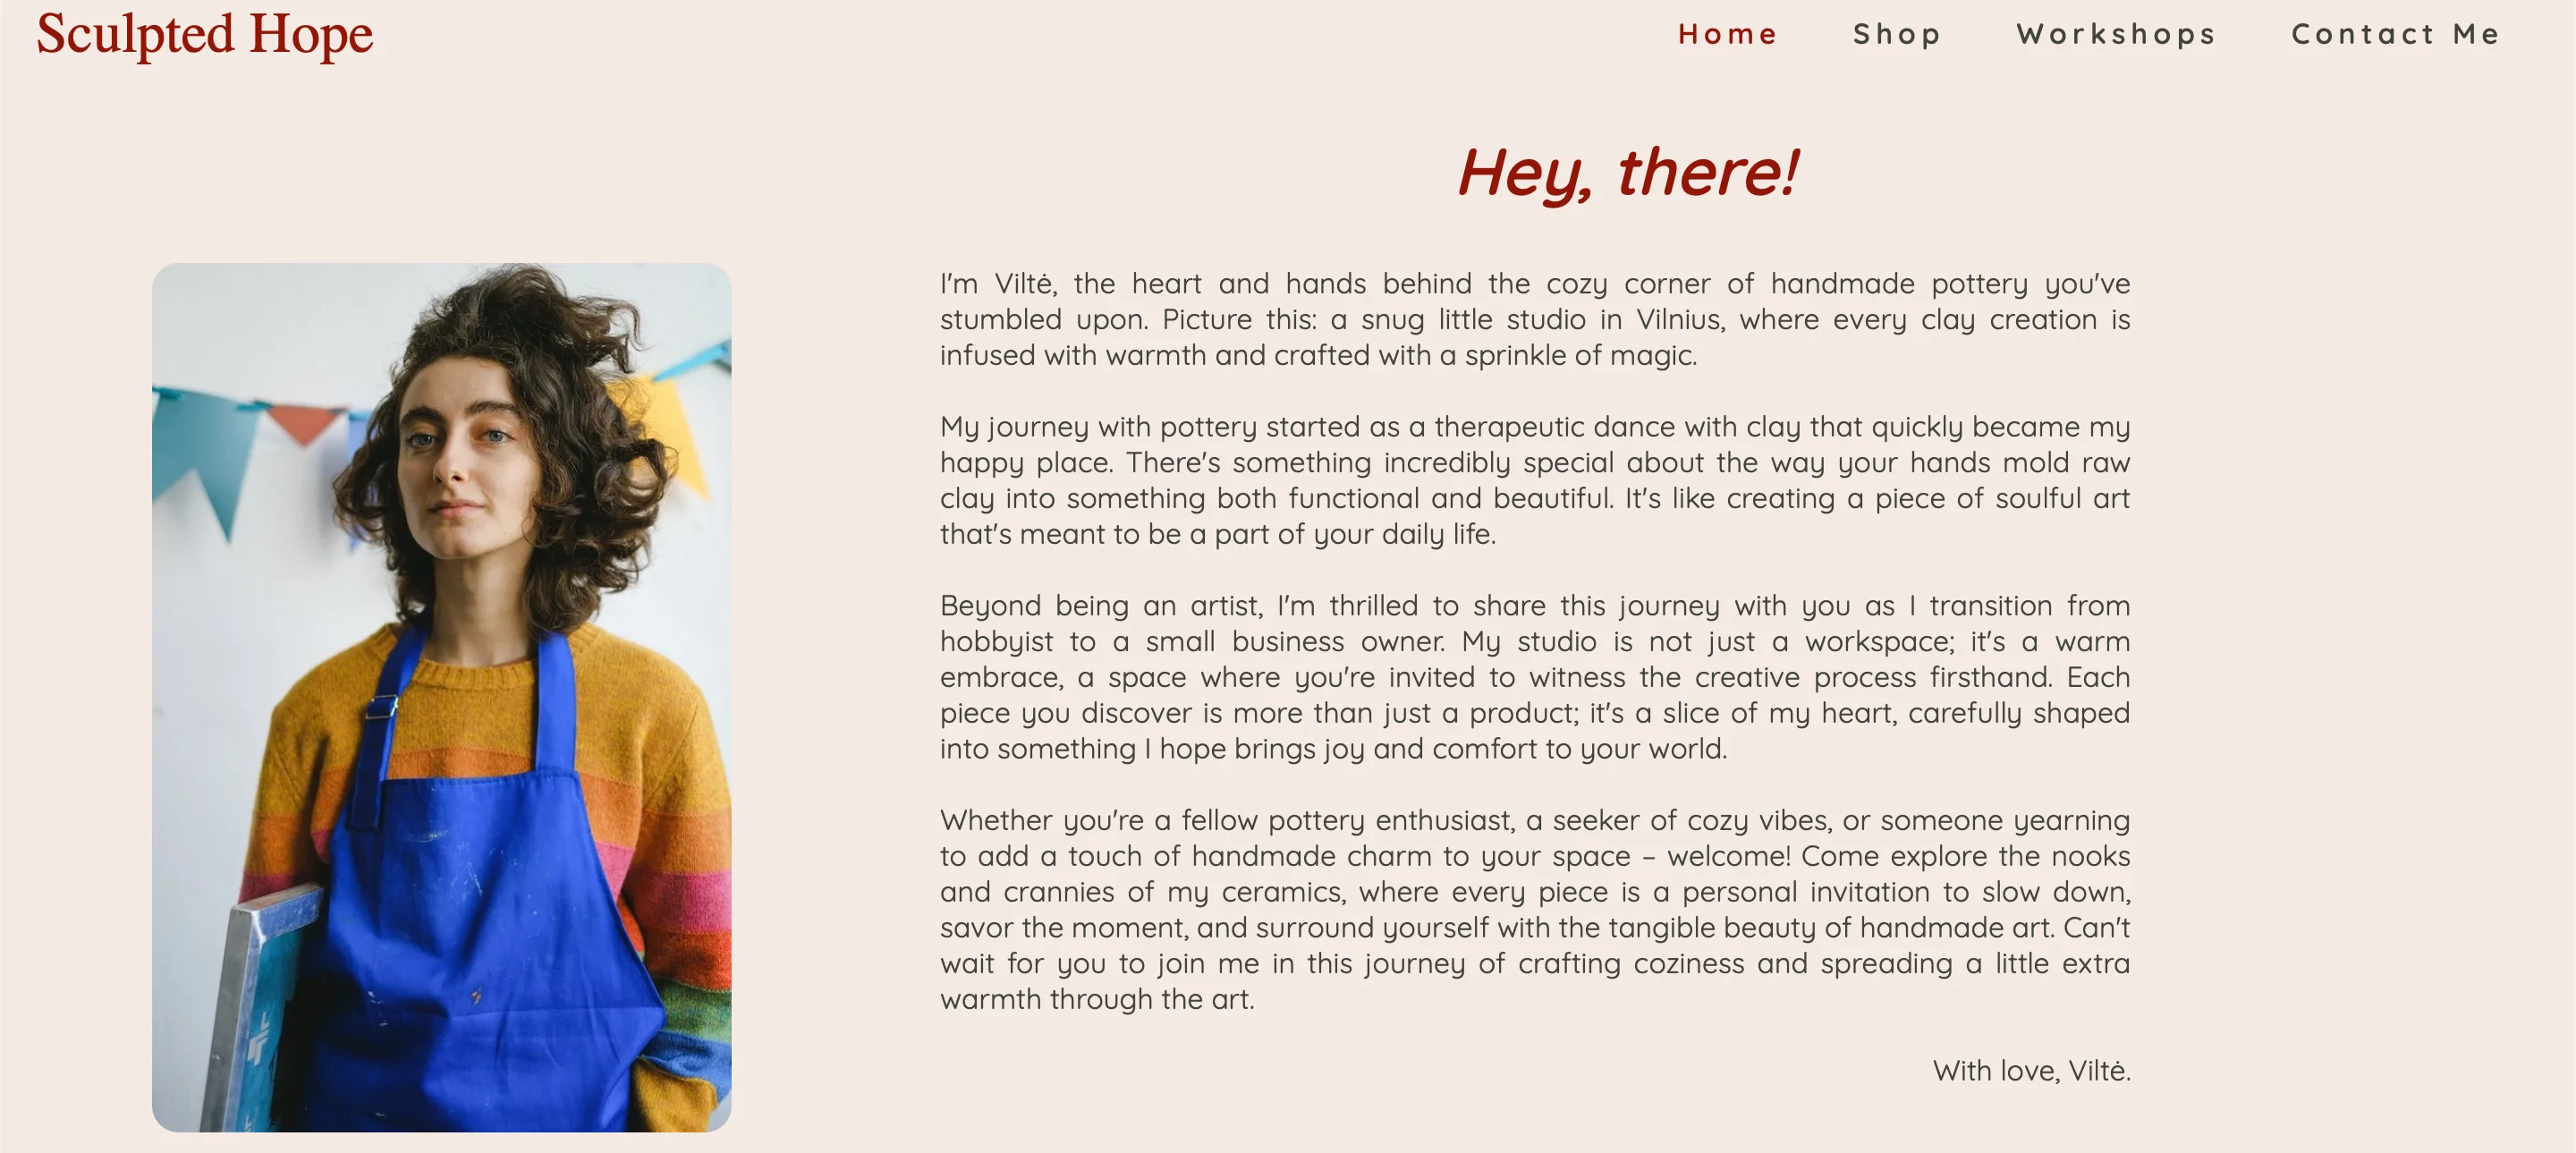 Sculpted Hope
Home Shop Workshops Contact Me
Hey, there!
I'm Viltė, the heart and hands behind the cozy corner of handmade pottery you've
stumbled upon. Picture this: a snug little studio in Vilnius, where every clay creation is
infused with warmth and crafted with a sprinkle of magic.
My journey with pottery started as a therapeutic dance with clay that quickly became my
happy place. There's something incredibly special about the way your hands mold raw
clay into something both functional and beautiful. It's like creating a piece of soulful art
that's meant to be a part of your daily life.
Beyond being an artist, I'm thrilled to share this journey with you as I transition from
hobbyist to a small business owner. My studio is not just a workspace; it's a warm
embrace, a space where you're invited to witness the creative process firsthand. Each
piece you discover is more than just a product; it's a slice of my heart, carefully shaped
into something I hope brings joy and comfort to your world.
Whether you're a fellow pottery enthusiast, a seeker of cozy vibes, or someone yearning
to add a touch of handmade charm to your space – welcome! Come explore the nooks
and crannies of my ceramics, where every piece is a personal invitation to slow down,
savor the moment, and surround yourself with the tangible beauty of handmade art. Can't
wait for you to join me in this journey of crafting coziness and spreading a little extra
warmth through the art.
With love, Viltė.